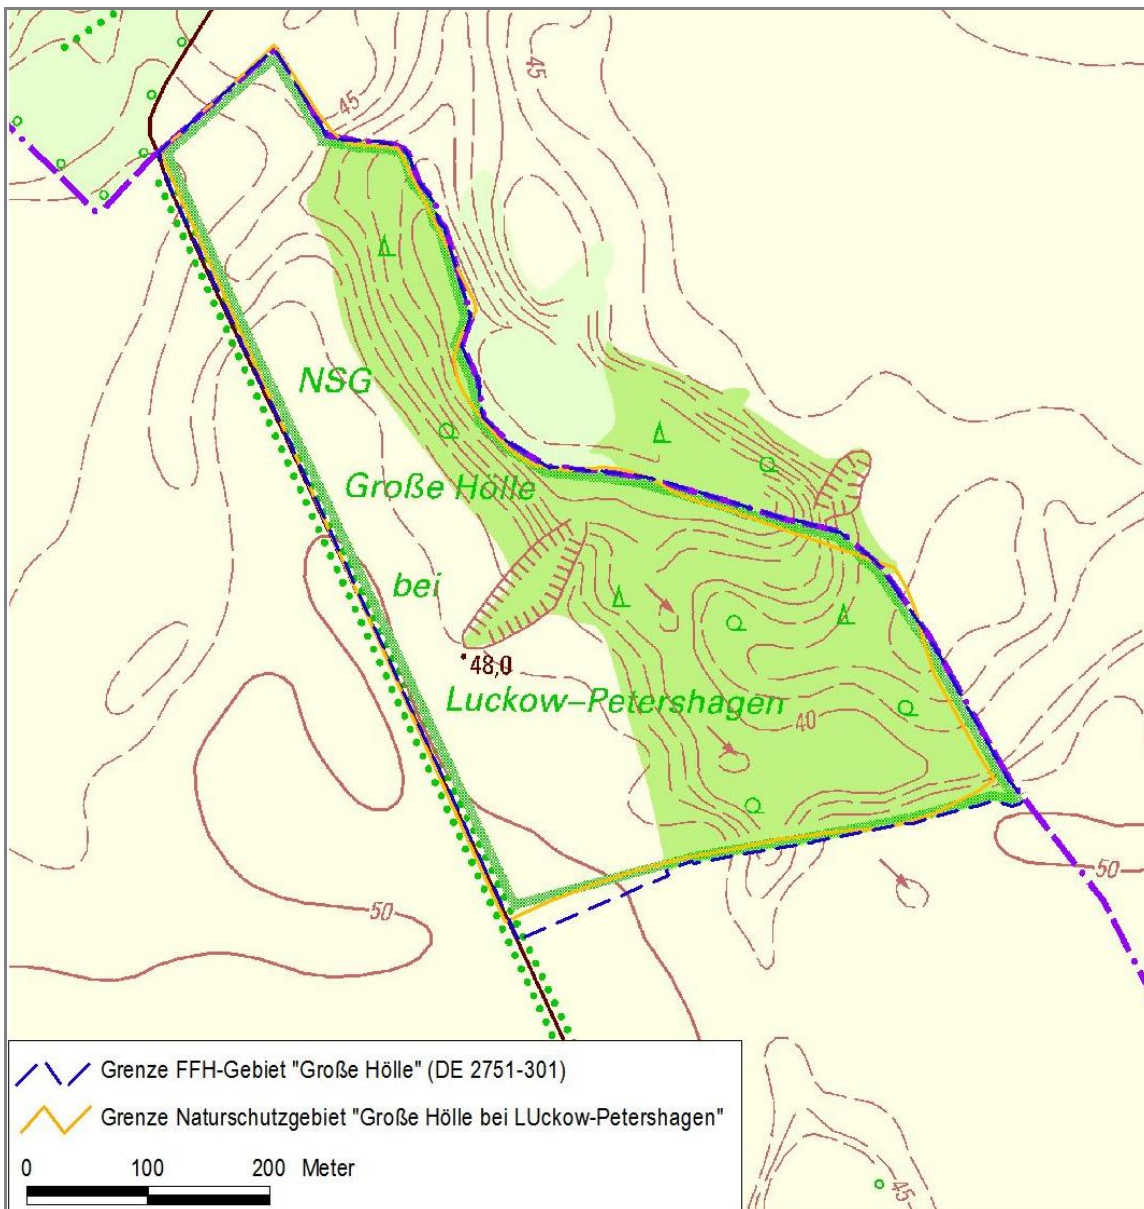 45
45
NSG
Große Hölle
bei
48,0
Luckow–Petershagen
40
50
50
Grenze FFH-Gebiet "Große Hölle" (DE 2751-301)
Grenze Naturschutzgebiet "Große Hölle bei LUckow-Petershagen"
0 100 200 Meter
45